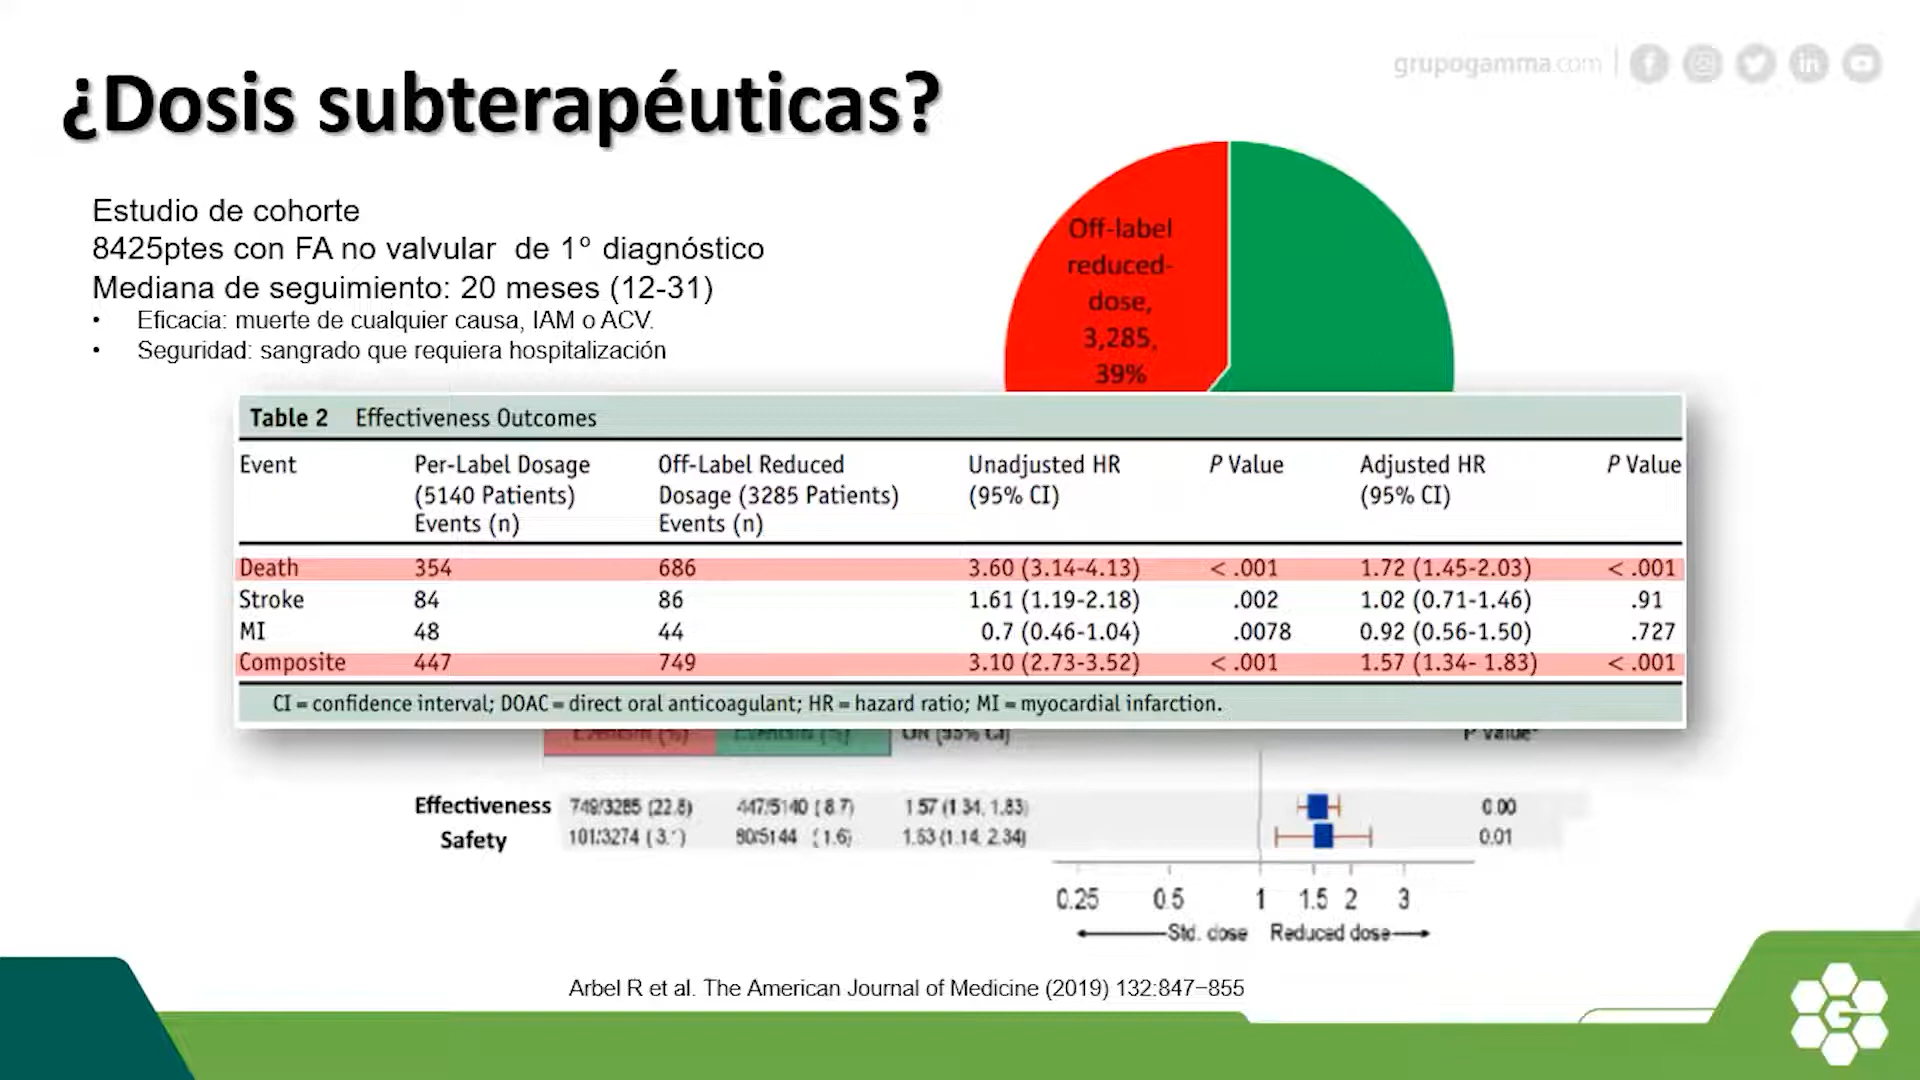 grupogamma.com
¿Dosis subterapéuticas?
Estudio de cohorte
8425ptes con FA no valvular de 1º diagnóstico
Mediana de seguimiento: 20 meses (12-31)
• Eficacia: muerte de cualquier causa, IAM o ACV.
• Seguridad: sangrado que requiera hospitalización
Off-label
reduced-
dose,
3,285,
39%
Table 2 Effectiveness Outcomes
Event Per-Label Dosage Off-Label Reduced Unadjusted HR P Value Adjusted HR P Value
(5140 Patients) Dosage (3285 Patients) (95% CI) (95% CI)
Events (n) Events (n)
Death 354 686 3.60 (3.14-4.13) < .001 1.72 (1.45-2.03) < .001
Stroke 84 86 1.61 (1.19-2.18) .002 1.02 (0.71-1.46) .91
MI 48 44 0.7 (0.46-1.04) .0078 0.92 (0.56-1.50) .727
Composite 447 749 3.10 (2.73-3.52) < .001 1.57 (1.34- 1.83) < .001
CI = confidence interval; DOAC = direct oral anticoagulant; HR = hazard ratio; MI = myocardial infarction.
(95% CI) P Value
Effectiveness 749/3285 (22.8) 447/5140 (8.7) 1.57 (1.34, 1.83) 0.00
Safety 101/3274 80/5144 (1.6) 1.63 (1.14, 2.34) 0.01
0.25 0.5 1 1.5 2 3
Std. dose Reduced dose
Arbel R et al. The American Journal of Medicine (2019) 132:847−855